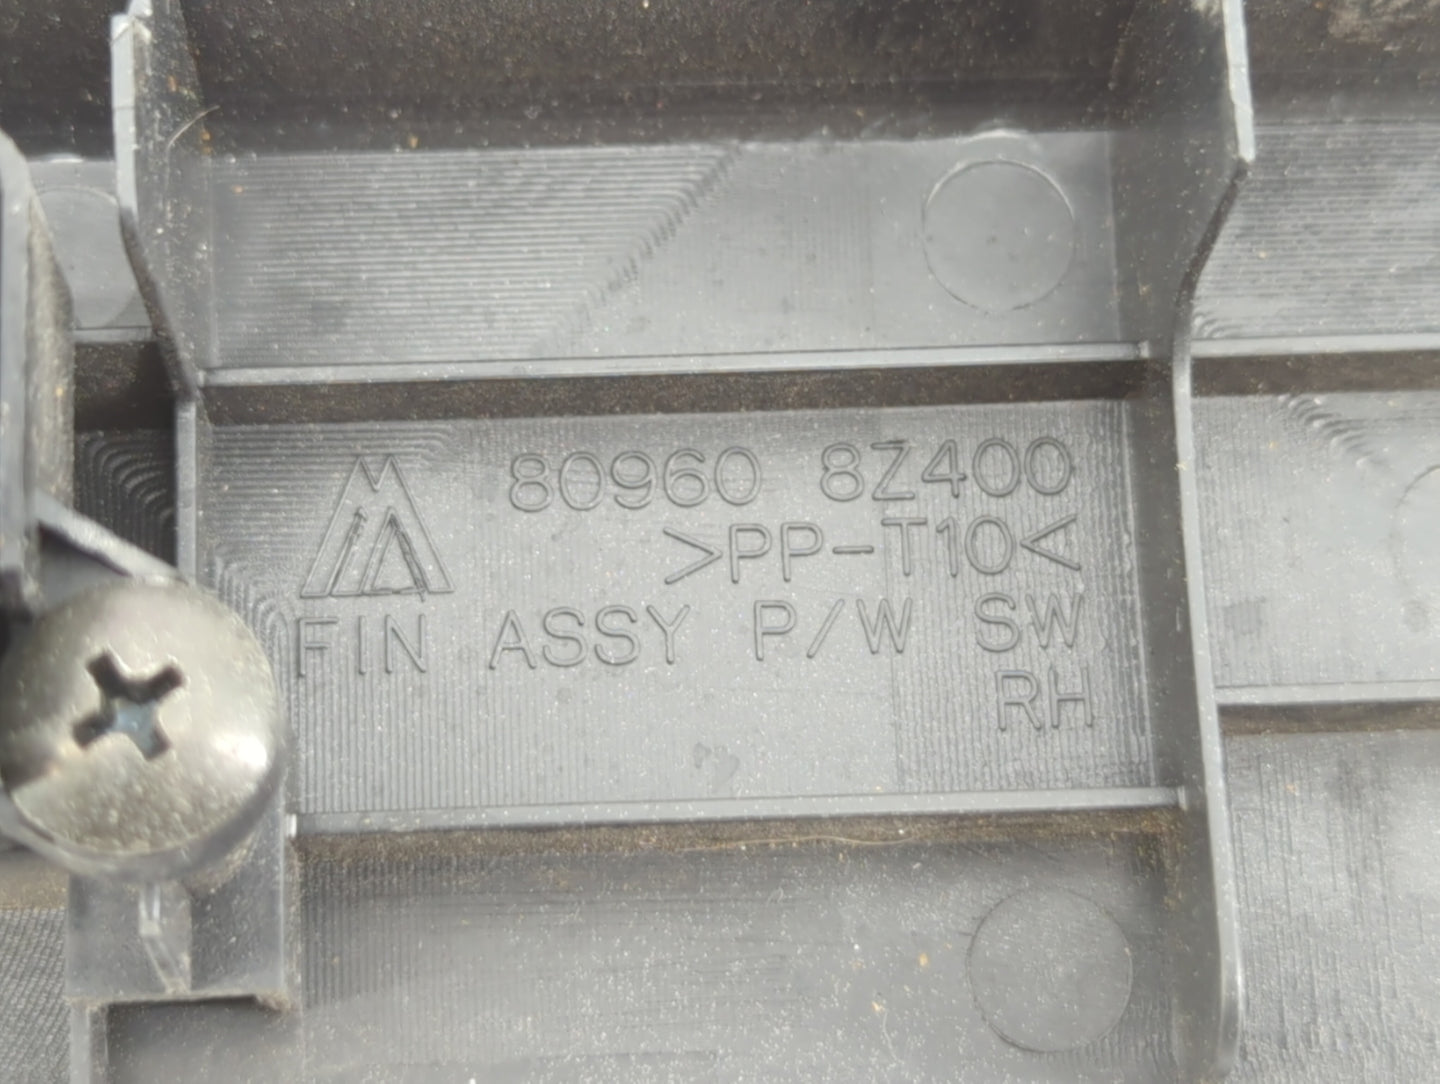 80960 8Z400
>PP-T10<
FIN ASSY P/W SW
RH